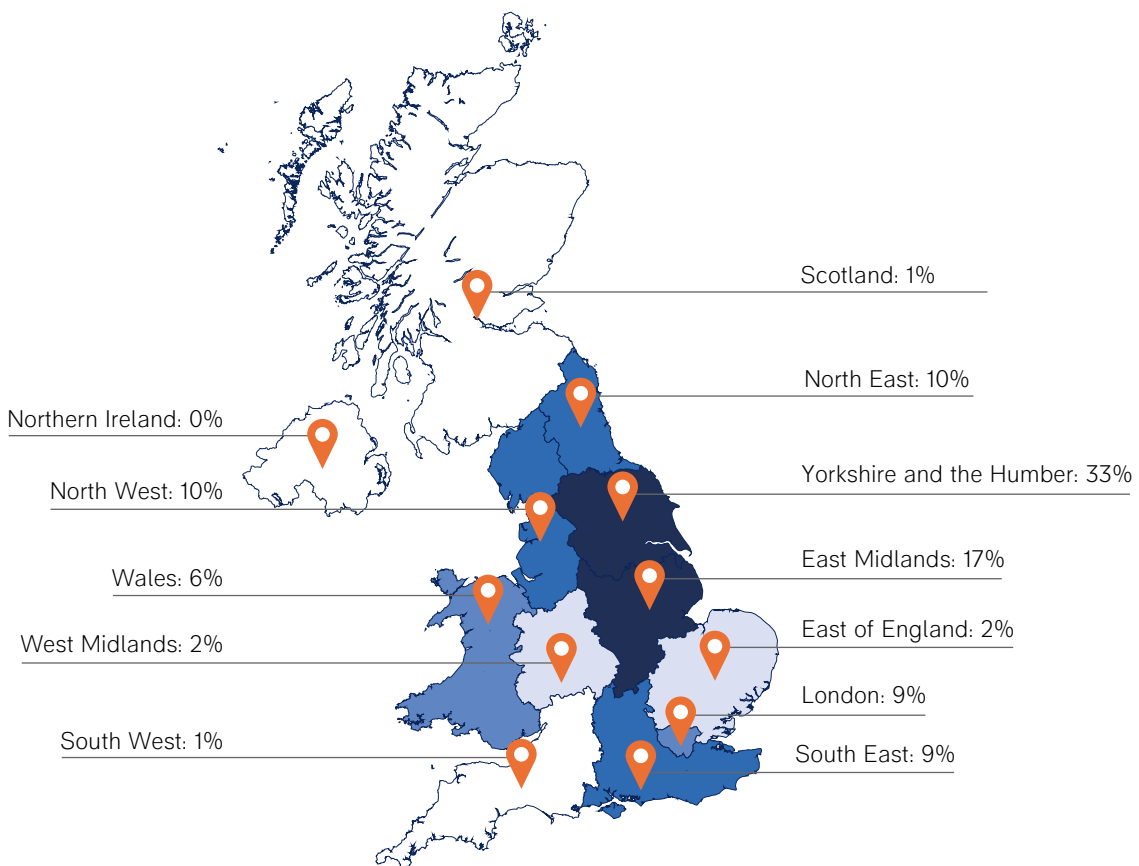 Scotland: 1%
North East: 10%
Northern Ireland: 0%
Yorkshire and the Humber: 33%
North West: 10%
East Midlands: 17%
Wales: 6%
East of England: 2%
West Midlands: 2%
London: 9%
South West: 1%
South East: 9%